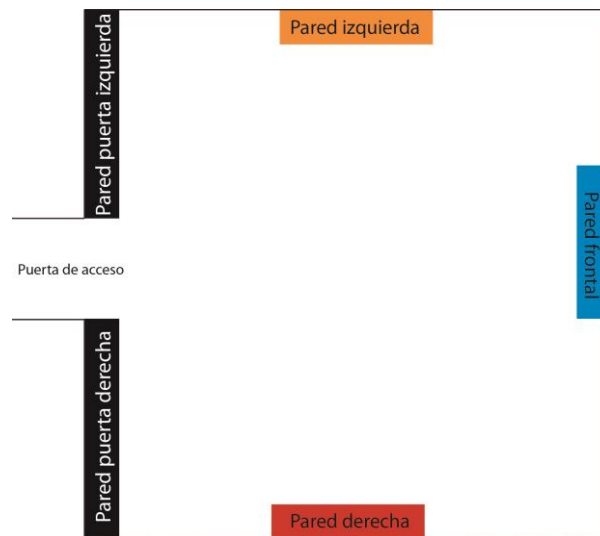 Pared izquierda
Pared puerta izquierda
Pared frontal
Puerta de acceso
Pared puerta derecha
Pared derecha